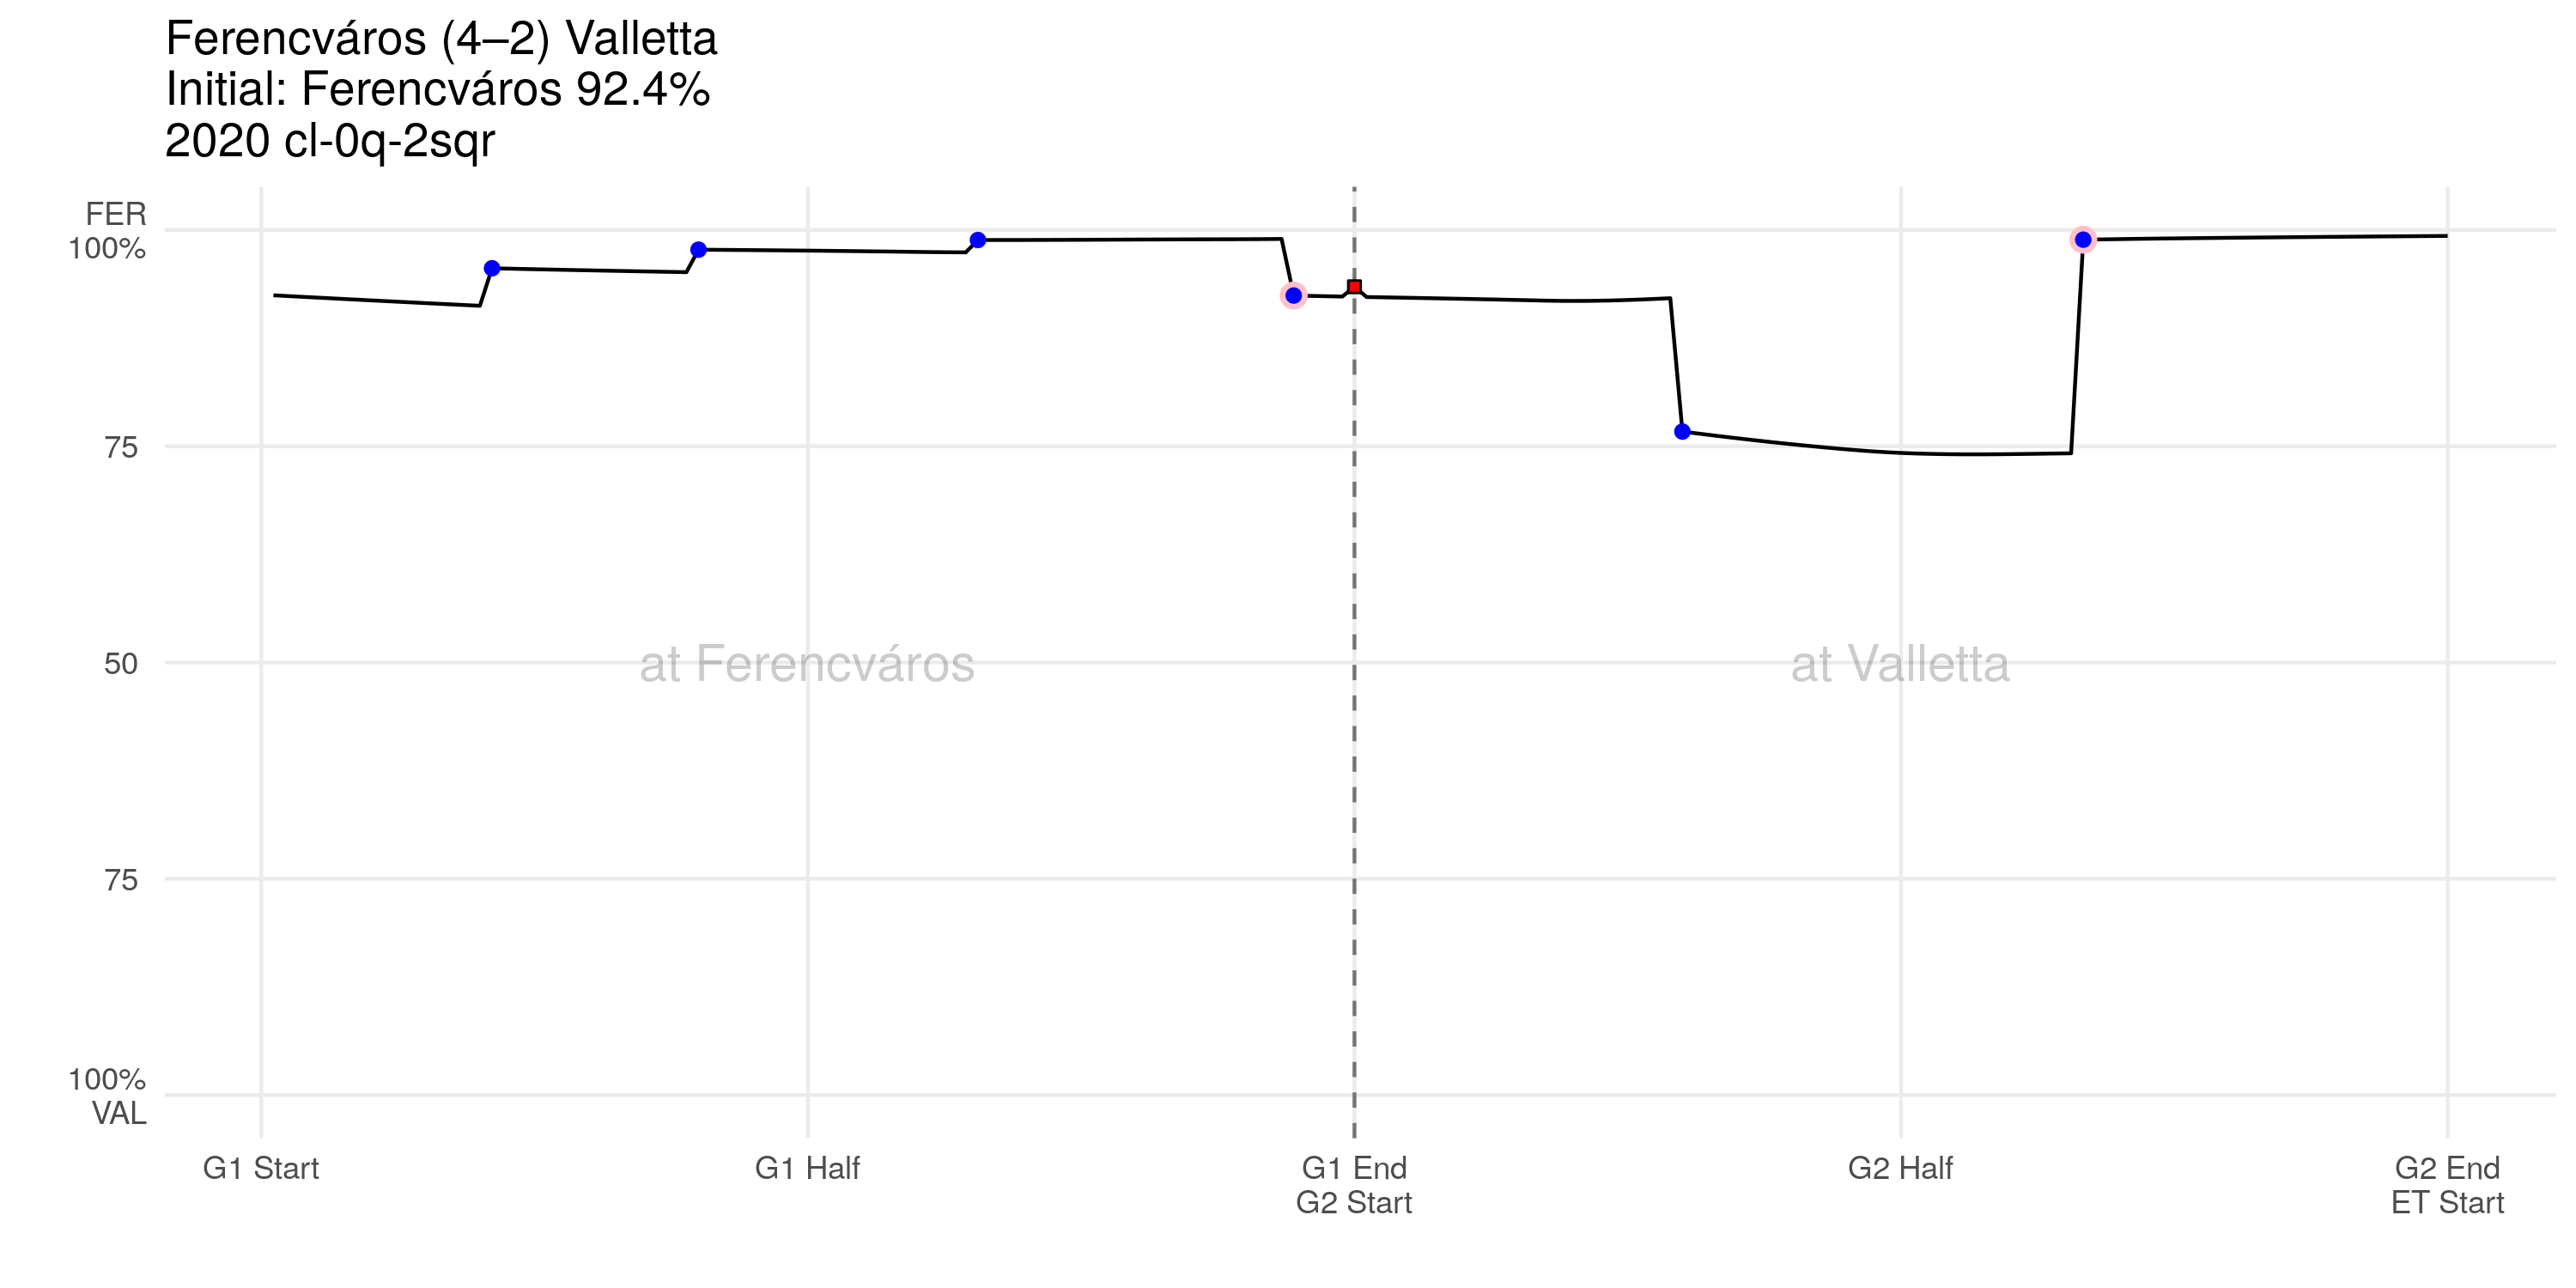 Ferencváros (4–2) Valletta
Initial: Ferencváros 92.4%
2020 cl-0q-2sqr
FER
100%
75
50
75
100%
VAL
at Ferencváros
at Valletta
G1 Start
G1 Half
G1 End
G2 Start
G2 Half
G2 End
ET Start